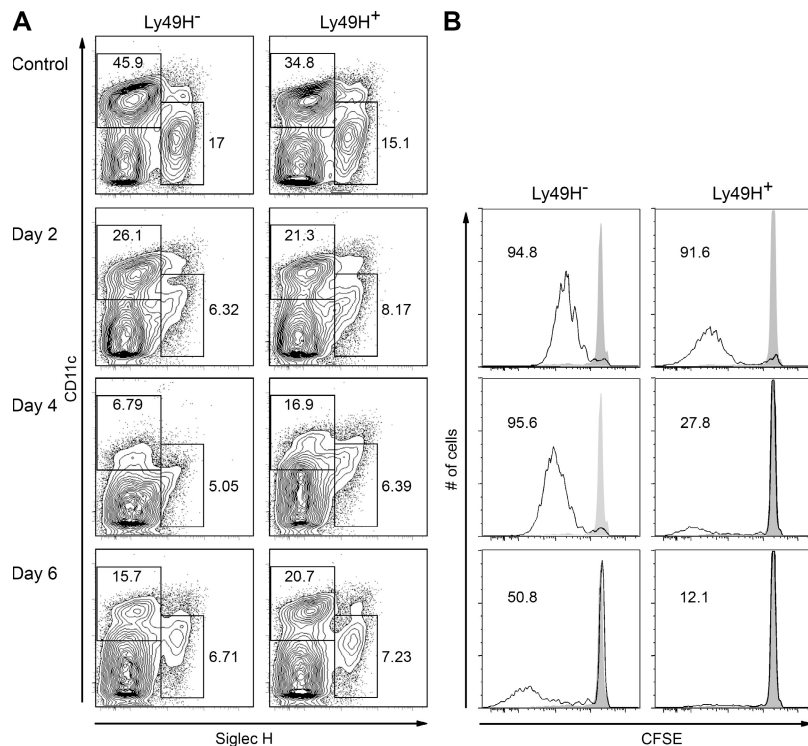 A
B
Ly49H⁻
Ly49H⁺
Control
45.9
34.8
17
15.1
Ly49H⁻
Ly49H⁺
Day 2
26.1
21.3
94.8
91.6
6.32
8.17
CD11c
Day 4
6.79
16.9
95.6
27.8
# of cells
5.05
6.39
Day 6
15.7
20.7
50.8
12.1
6.71
7.23
Siglec H
CFSE